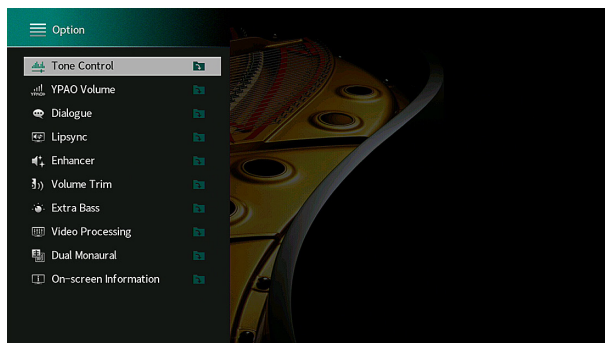 Option
Tone Control
YPAO Volume
Dialogue
Lipsync
Enhancer
Volume Trim
Extra Bass
Video Processing
Dual Monaural
On-screen Information